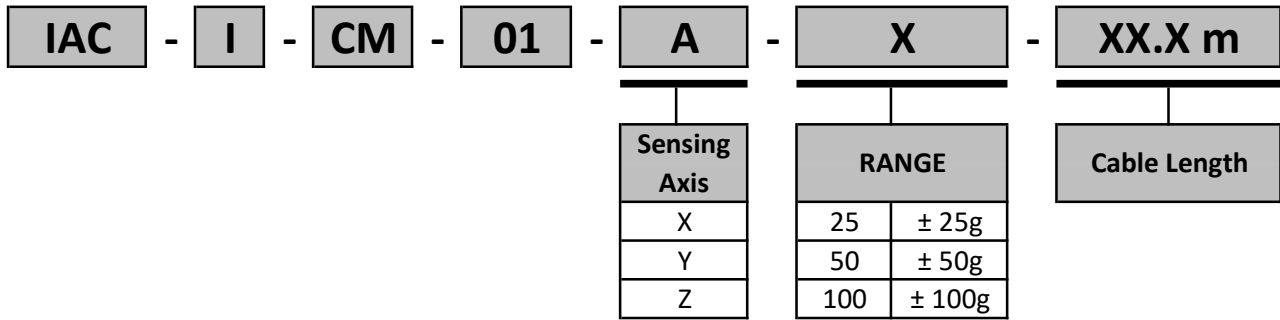 IAC - I - CM - 01 - A - X - XX.X m
Sensing Axis RANGE Cable Length
X 25 ± 25g
Y 50 ± 50g
Z 100 ± 100g